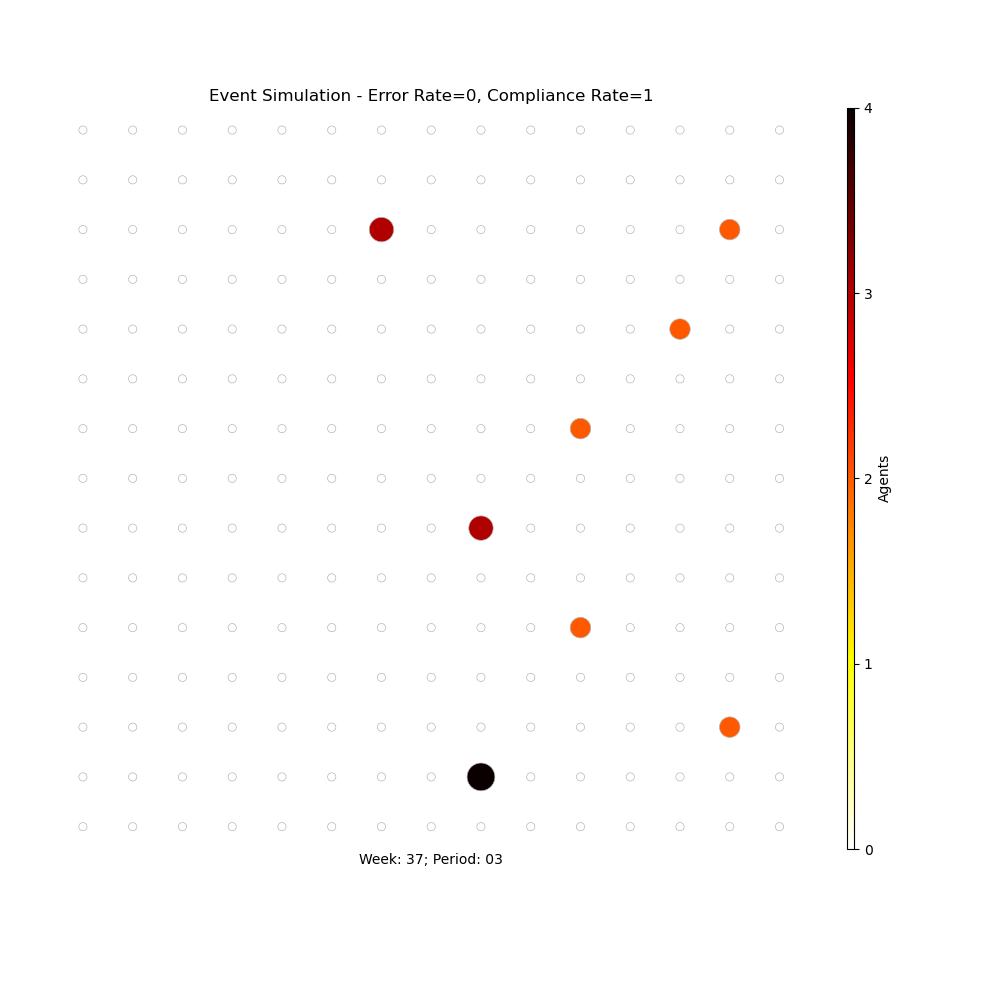 Event Simulation - Error Rate=0, Compliance Rate=1
4
3
2
1
0
Agents
Week: 37; Period: 03